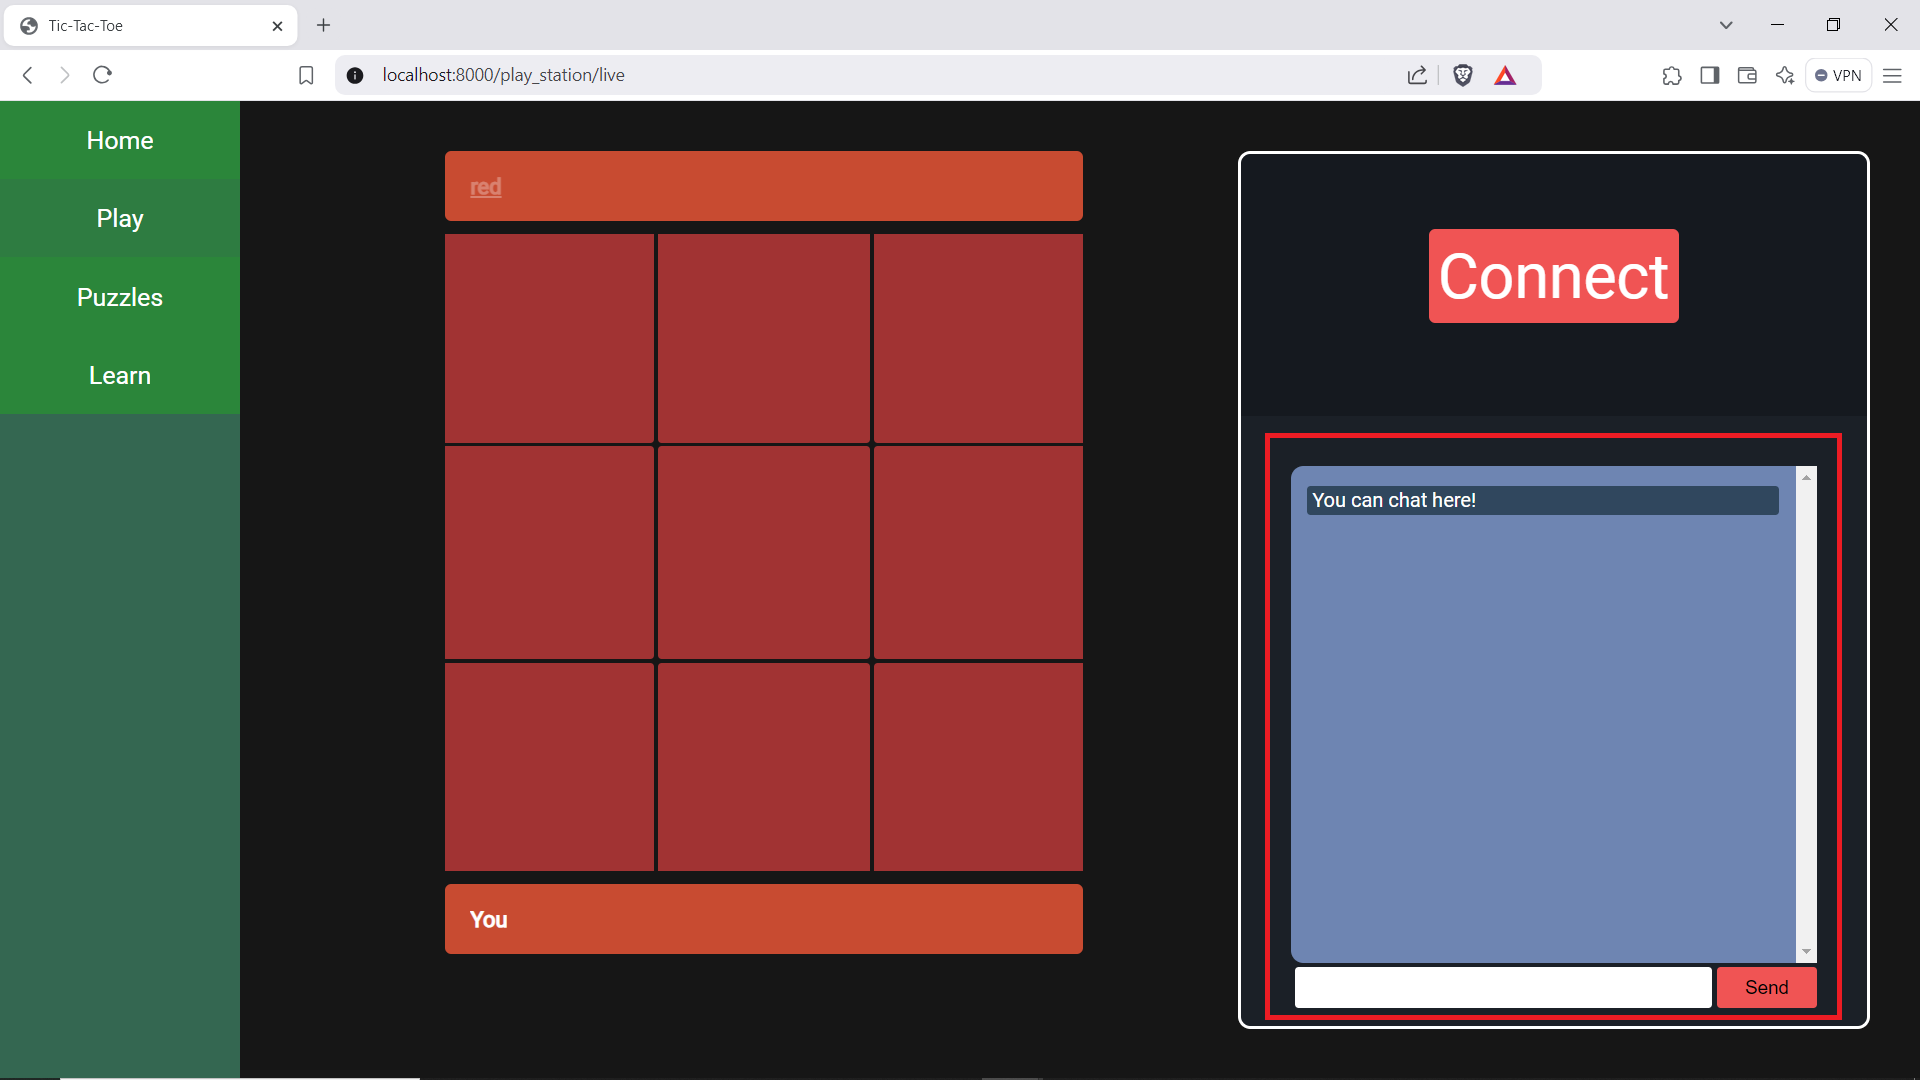 Tic-Tac-Toe
localhost:8000/play_station/live
VPN
Home
Play
Puzzles
Learn
red
You
Connect
You can chat here!
Send